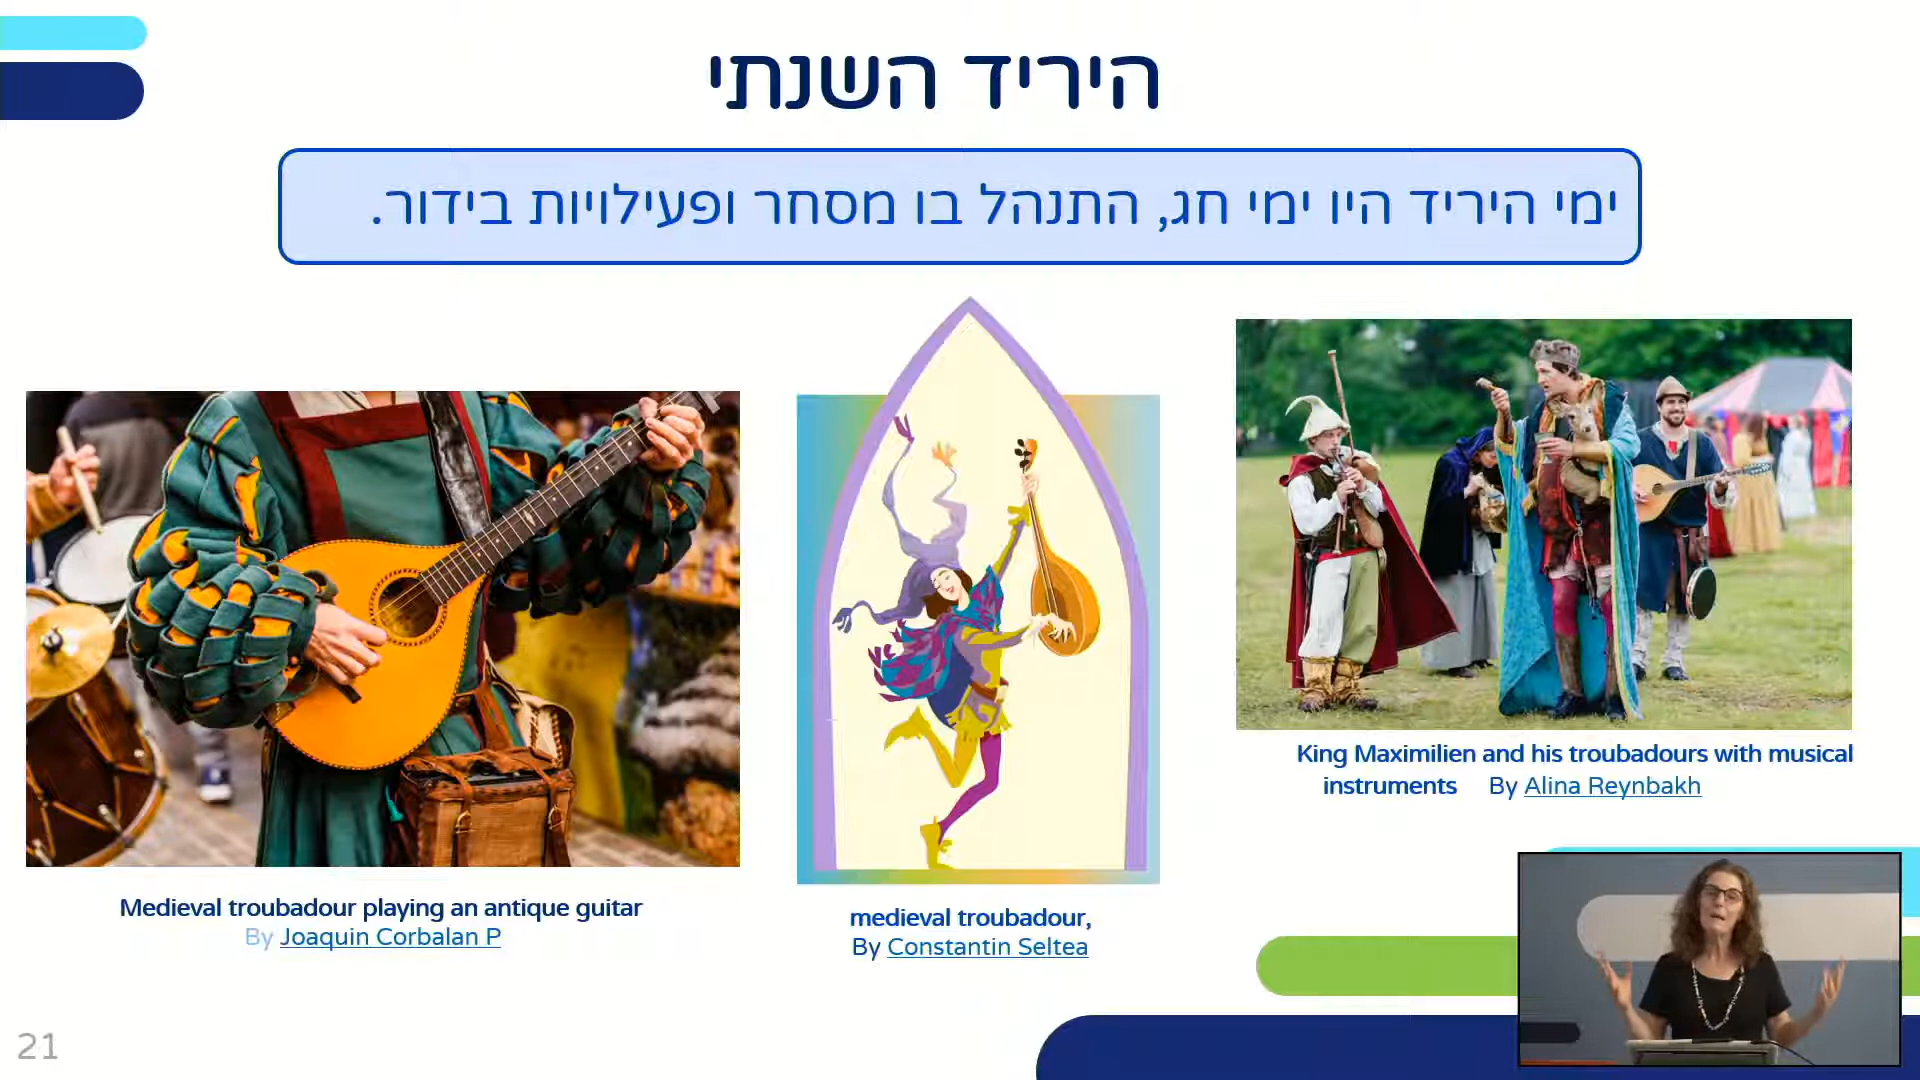 היריד השנתי
ימי היריד היו ימי חג, התנהל בו מסחר ופעילויות בידור.
King Maximilien and his troubadours with musical
instruments By Alina Reynbakh
Medieval troubadour playing an antique guitar
By Joaquin Corbalan P
medieval troubadour,
By Constantin Seltea
21